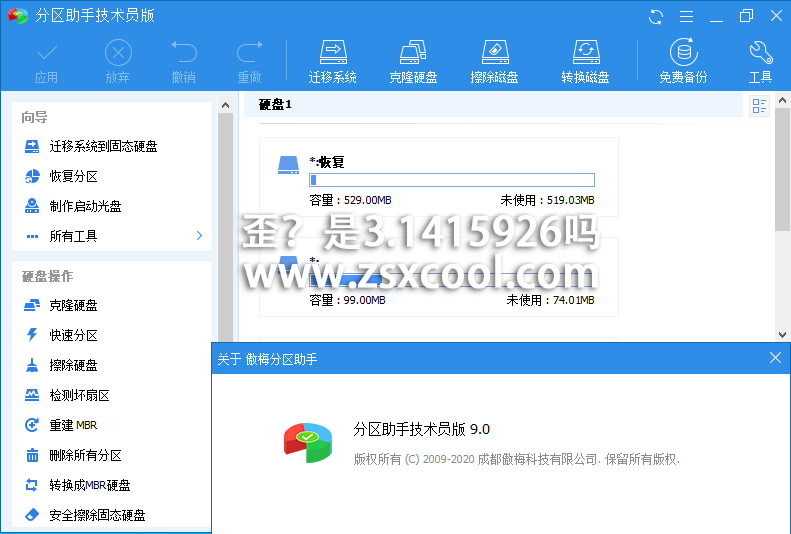 分区助手技术员版
应用 放弃 撤销 重做 迁移系统 克隆硬盘 擦除磁盘 转换磁盘 免费备份 工具
向导
迁移系统到固态硬盘
恢复分区
制作启动光盘
所有工具
硬盘操作
克隆硬盘
快速分区
擦除硬盘
检测坏扇区
重建 MBR
删除所有分区
转换成MBR硬盘
安全擦除固态硬盘
硬盘1
*:恢复
容量 : 529.00MB 未使用 : 519.03MB
歪？是3.1415926吗
www.zsxcool.com
*:
容量 : 99.00MB 未使用 : 74.01MB
关于 傲梅分区助手
分区助手技术员版 9.0
版权所有 (C) 2009-2020 成都傲梅科技有限公司. 保留所有版权.